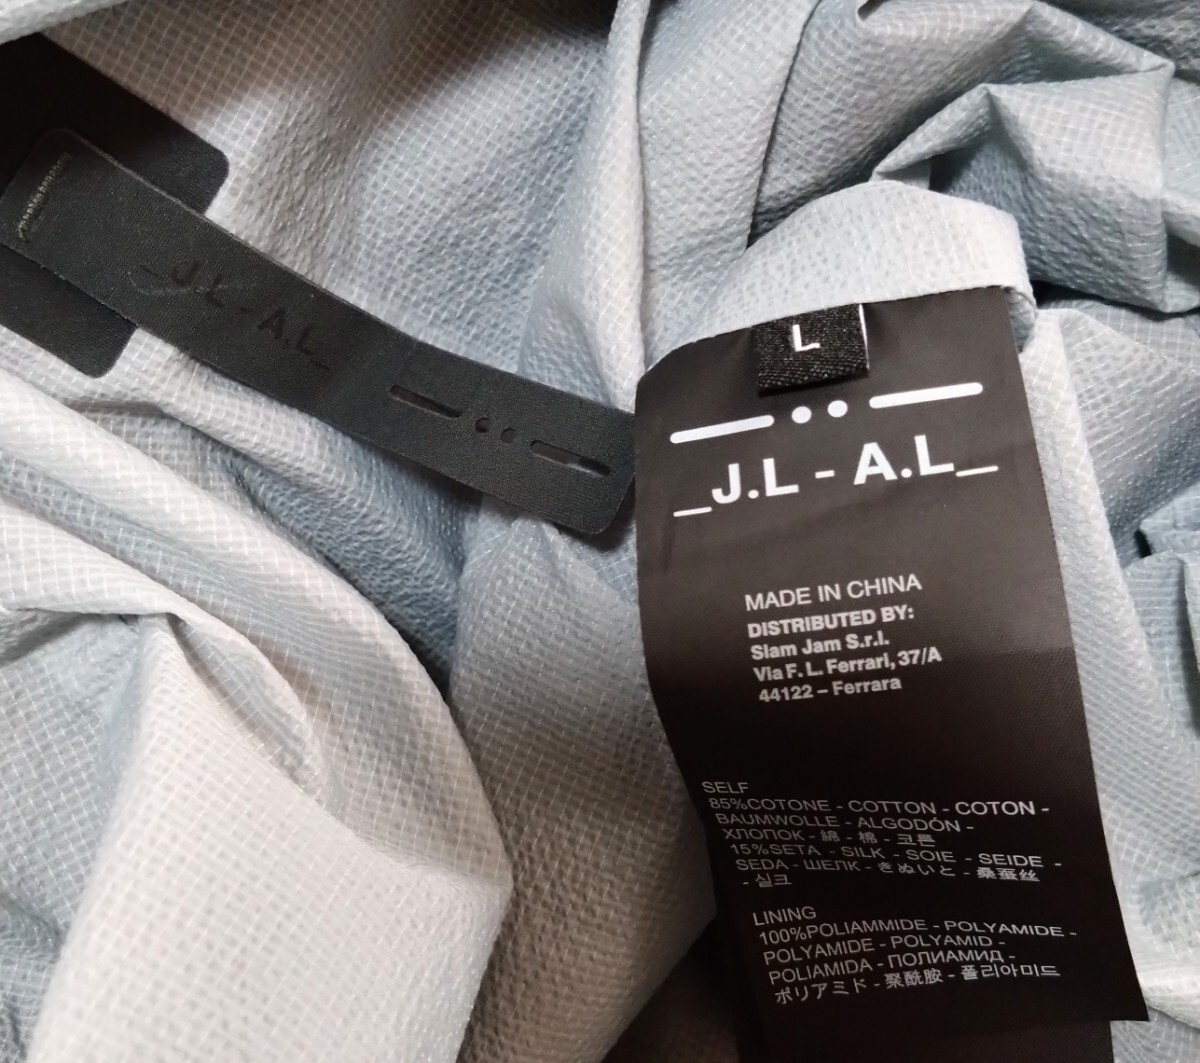 _J.L - A.L_
L
_J.L - A.L_
MADE IN CHINA
DISTRIBUTED BY:
Slam Jam S.r.l.
Via F. L. Ferrari, 37/A
44122 – Ferrara
SELF
85%COTONE - COTTON - COTON -
BAUMWOLLE - ALGODÓN -
ХЛОПОК - 綿 - 棉 - 코튼
15%SETA - SILK - SOIE - SEIDE -
SEDA - ШЕЛК - きぬいと - 桑蚕丝
- 실크
LINING
100%POLIAMMIDE - POLYAMIDE -
POLYAMIDE - POLYAMID -
POLIAMIDA - ПОЛИАМИД -
ポリアミド - 聚酰胺 - 폴리아미드